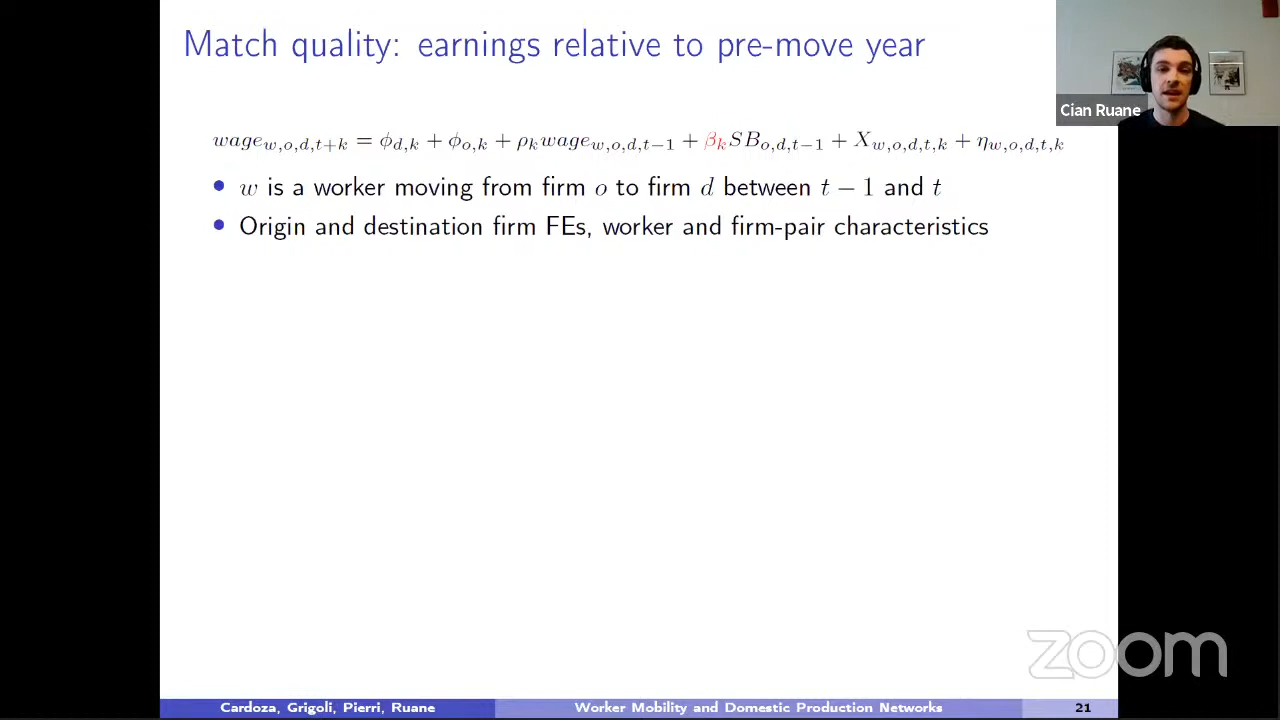 Match quality: earnings relative to pre-move year
Cian Ruane
wage_{w,o,d,t+k} = ϕ_{d,k} + ϕ_{o,k} + ρ_k wage_{w,o,d,t−1} + β_k SB_{o,d,t−1} + X_{w,o,d,t,k} + η_{w,o,d,t,k}
• w is a worker moving from firm o to firm d between t − 1 and t
• Origin and destination firm FEs, worker and firm-pair characteristics
zoom
Cardoza, Grigoli, Pierri, Ruane Worker Mobility and Domestic Production Networks 21